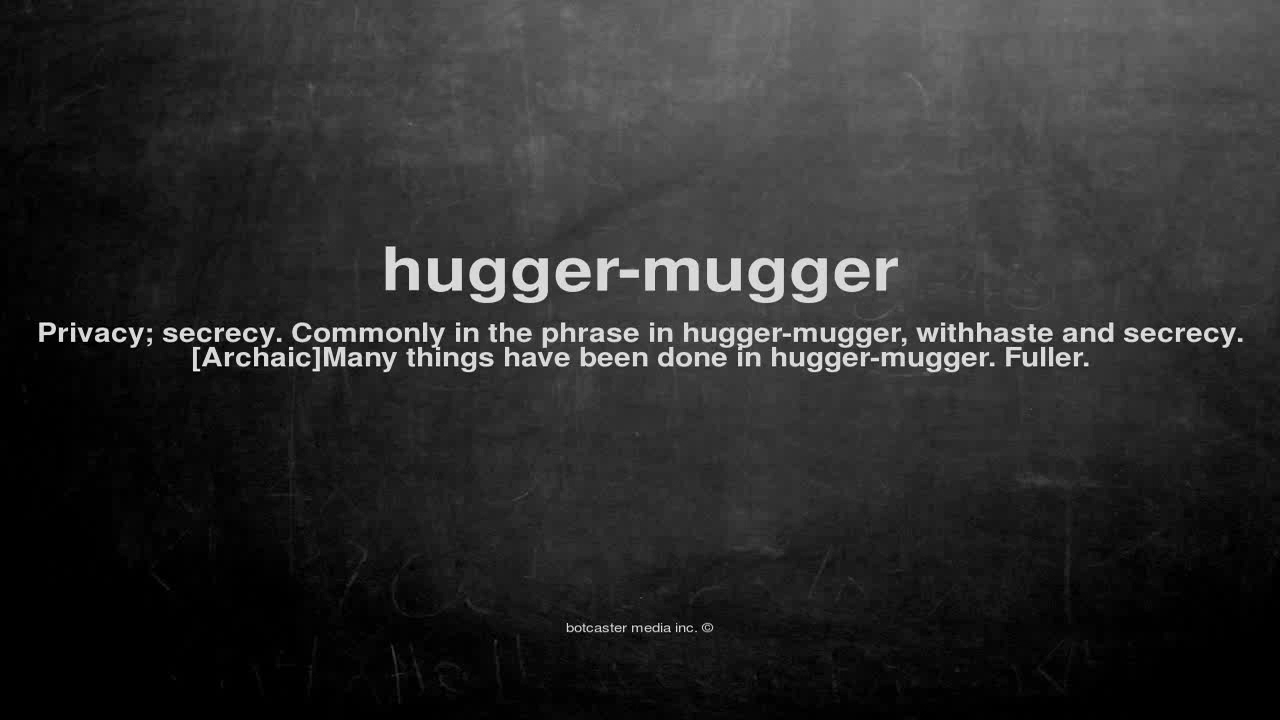 hugger-mugger
Privacy; secrecy. Commonly in the phrase in hugger-mugger, withhaste and secrecy.
[Archaic]Many things have been done in hugger-mugger. Fuller.
botcaster media inc. ©